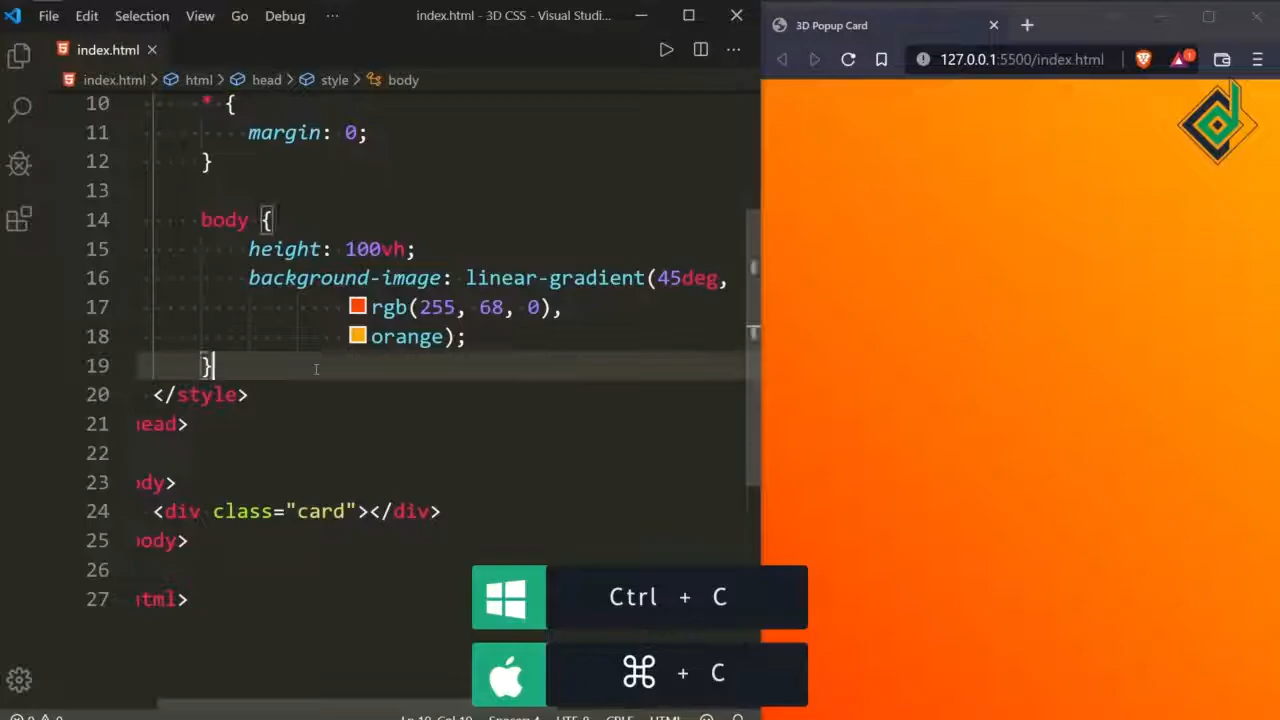 File Edit Selection View Go Debug ··· index.html - 3D CSS - Visual Studi...
3D Popup Card
index.html
127.0.0.1:5500/index.html
1
index.html > html > head > style > body
10 * {
11 margin: 0;
12 }
13
14 body {
15 height: 100vh;
16 background-image: linear-gradient(45deg,
17 rgb(255, 68, 0),
18 orange);
19 }
20 </style>
21 ead>
22
23 dy>
24 <div class="card"></div>
25 ody>
26
27 tml>
Ctrl + C
⌘ + C